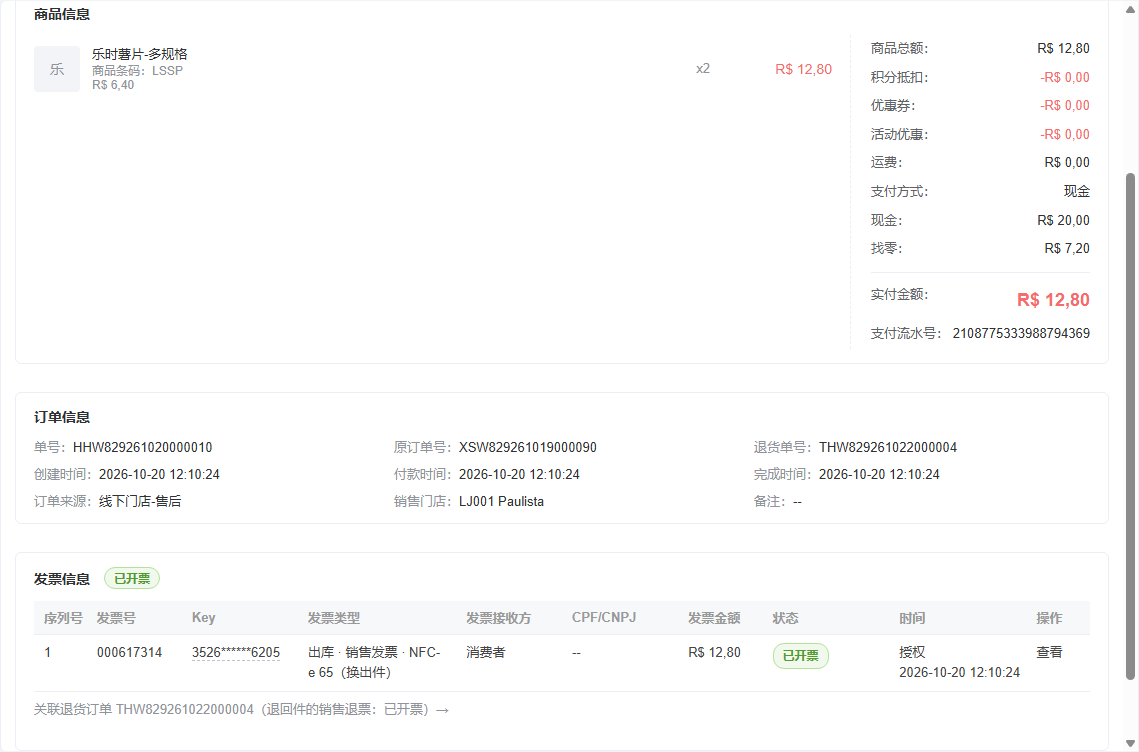 商品信息
乐
乐时薯片-多规格
商品条码：LSSP
R$ 6,40
x2
R$ 12,80
商品总额: R$ 12,80
积分抵扣: -R$ 0,00
优惠券: -R$ 0,00
活动优惠: -R$ 0,00
运费: R$ 0,00
支付方式: 现金
现金: R$ 20,00
找零: R$ 7,20
实付金额: R$ 12,80
支付流水号: 2108775333988794369
订单信息
单号：HHW829261020000010 原订单号：XSW829261019000090 退货单号：THW829261022000004
创建时间：2026-10-20 12:10:24 付款时间：2026-10-20 12:10:24 完成时间：2026-10-20 12:10:24
订单来源：线下门店-售后 销售门店：LJ001 Paulista 备注：--
发票信息 已开票
序列号 发票号 Key 发票类型 发票接收方 CPF/CNPJ 发票金额 状态 时间 操作
1 000617314 3526******6205 出库 · 销售发票 · NFC- 消费者 -- R$ 12,80 已开票 授权 查看
e 65（换出件） 2026-10-20 12:10:24
关联退货订单 THW829261022000004（退回件的销售退票：已开票）→